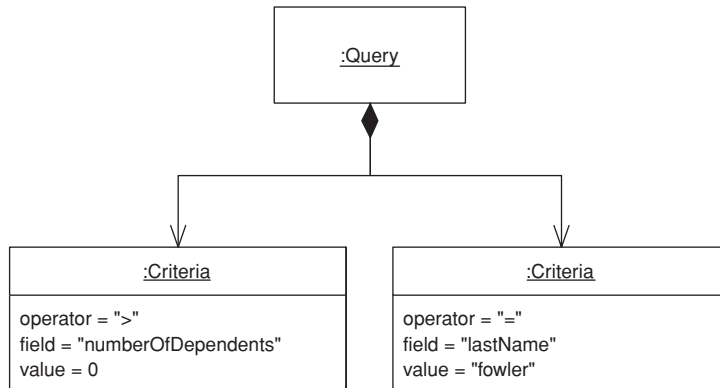 :Query
:Criteria
operator = ">"
field = "numberOfDependents"
value = 0
:Criteria
operator = "="
field = "lastName"
value = "fowler"